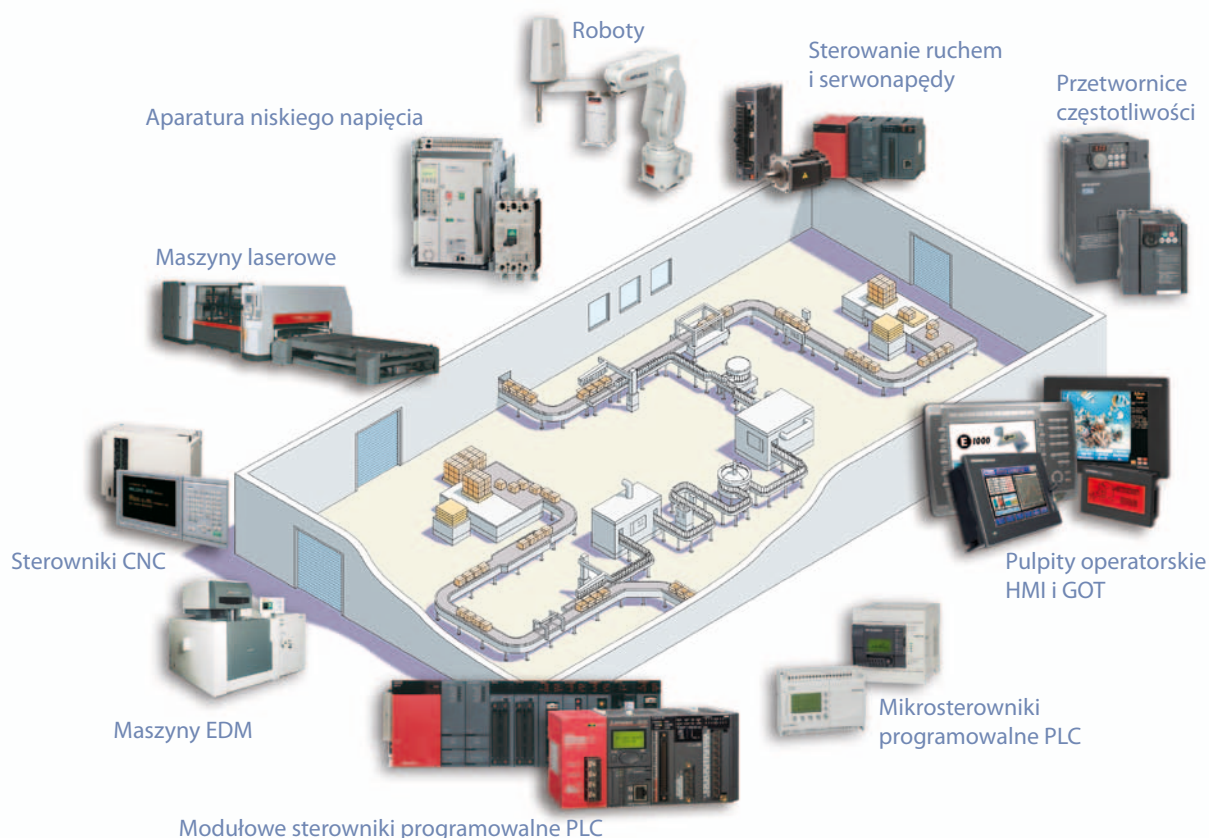 Roboty
Sterowanie ruchem
i serwonapędy
Przetwornice
częstotliwości
Aparatura niskiego napięcia
Maszyny laserowe
Sterowniki CNC
E 1000
Pulpity operatorskie
HMI i GOT
Maszyny EDM
Mikrosterowniki
programowalne PLC
Modułowe sterowniki programowalne PLC